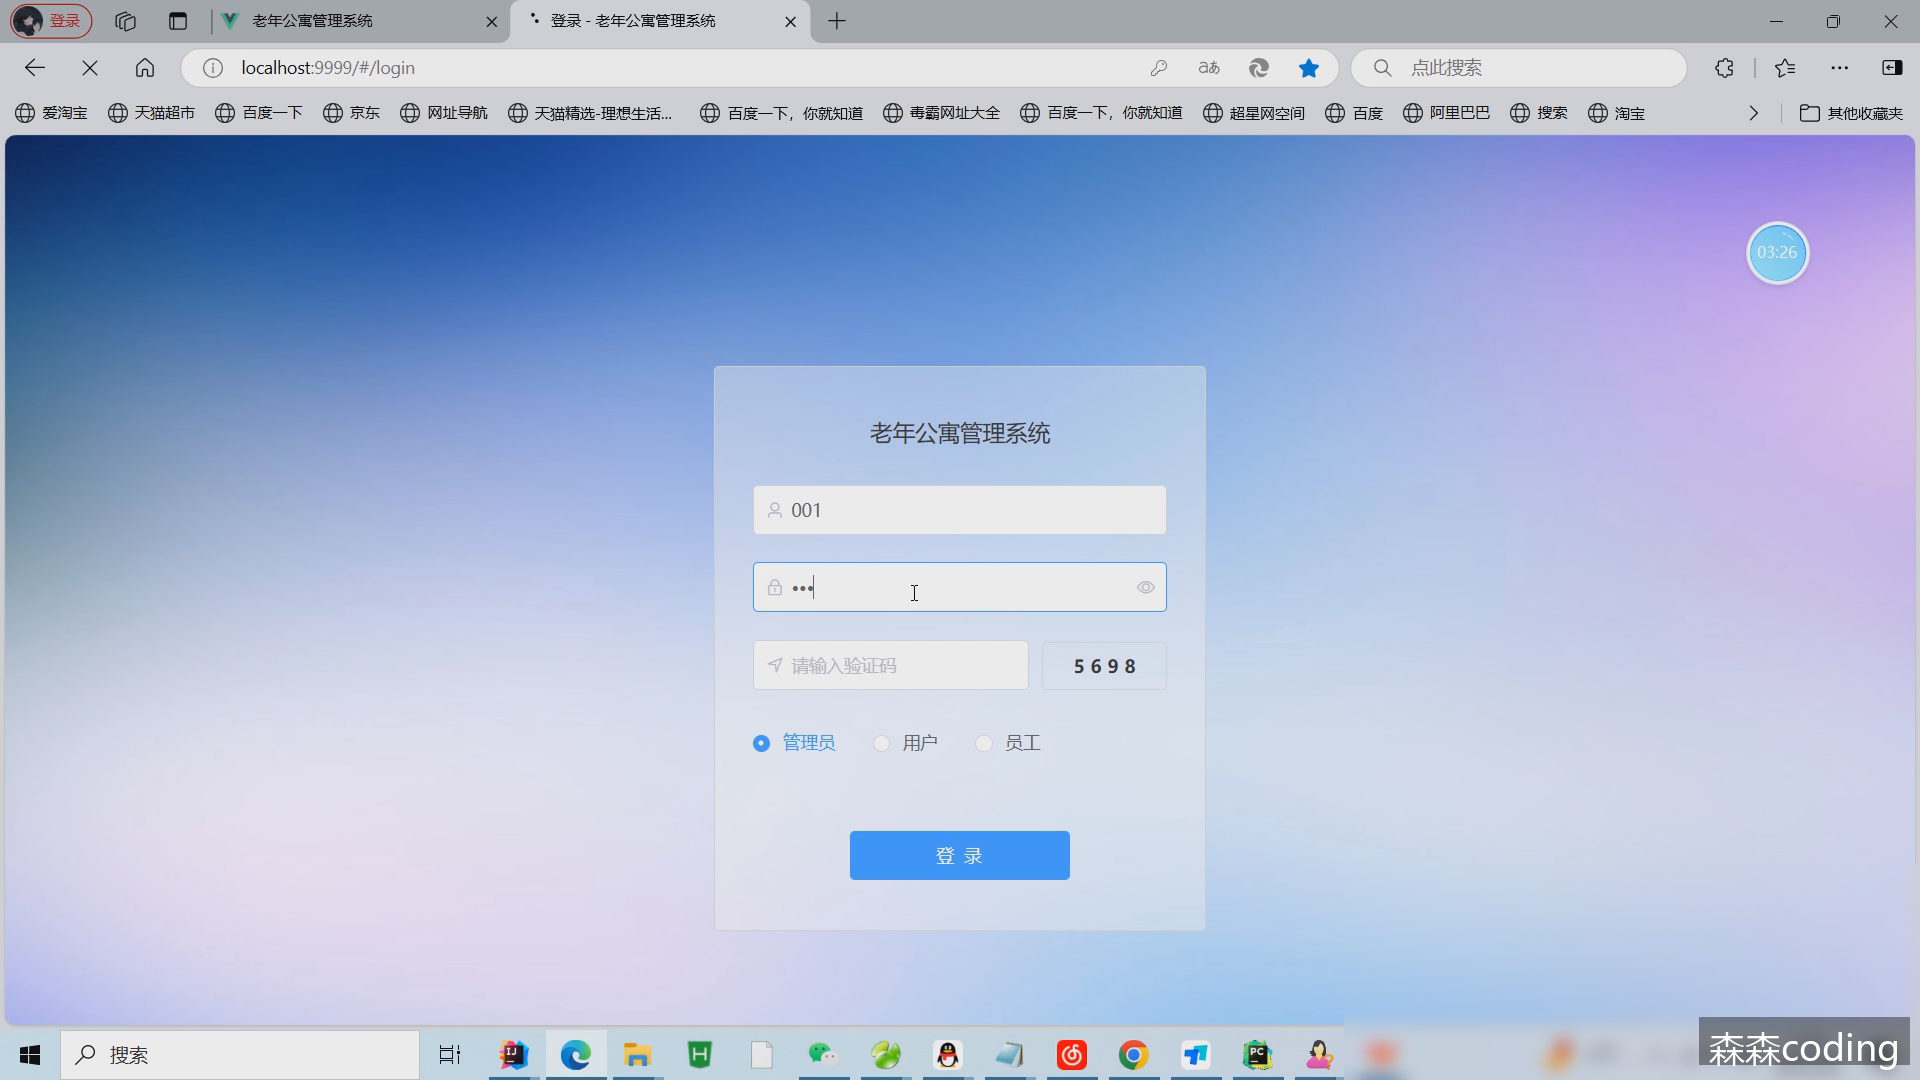 登录
老年公寓管理系统
登录 - 老年公寓管理系统
localhost:9999/#/login
aあ
点此搜索
爱淘宝
天猫超市
百度一下
京东
网址导航
天猫精选-理想生活...
百度一下，你就知道
毒霸网址大全
百度一下，你就知道
超星网空间
百度
阿里巴巴
搜索
淘宝
其他收藏夹
03:26
老年公寓管理系统
001
•••
请输入验证码
5 6 9 8
管理员
用户
员工
登 录
搜索
森森coding